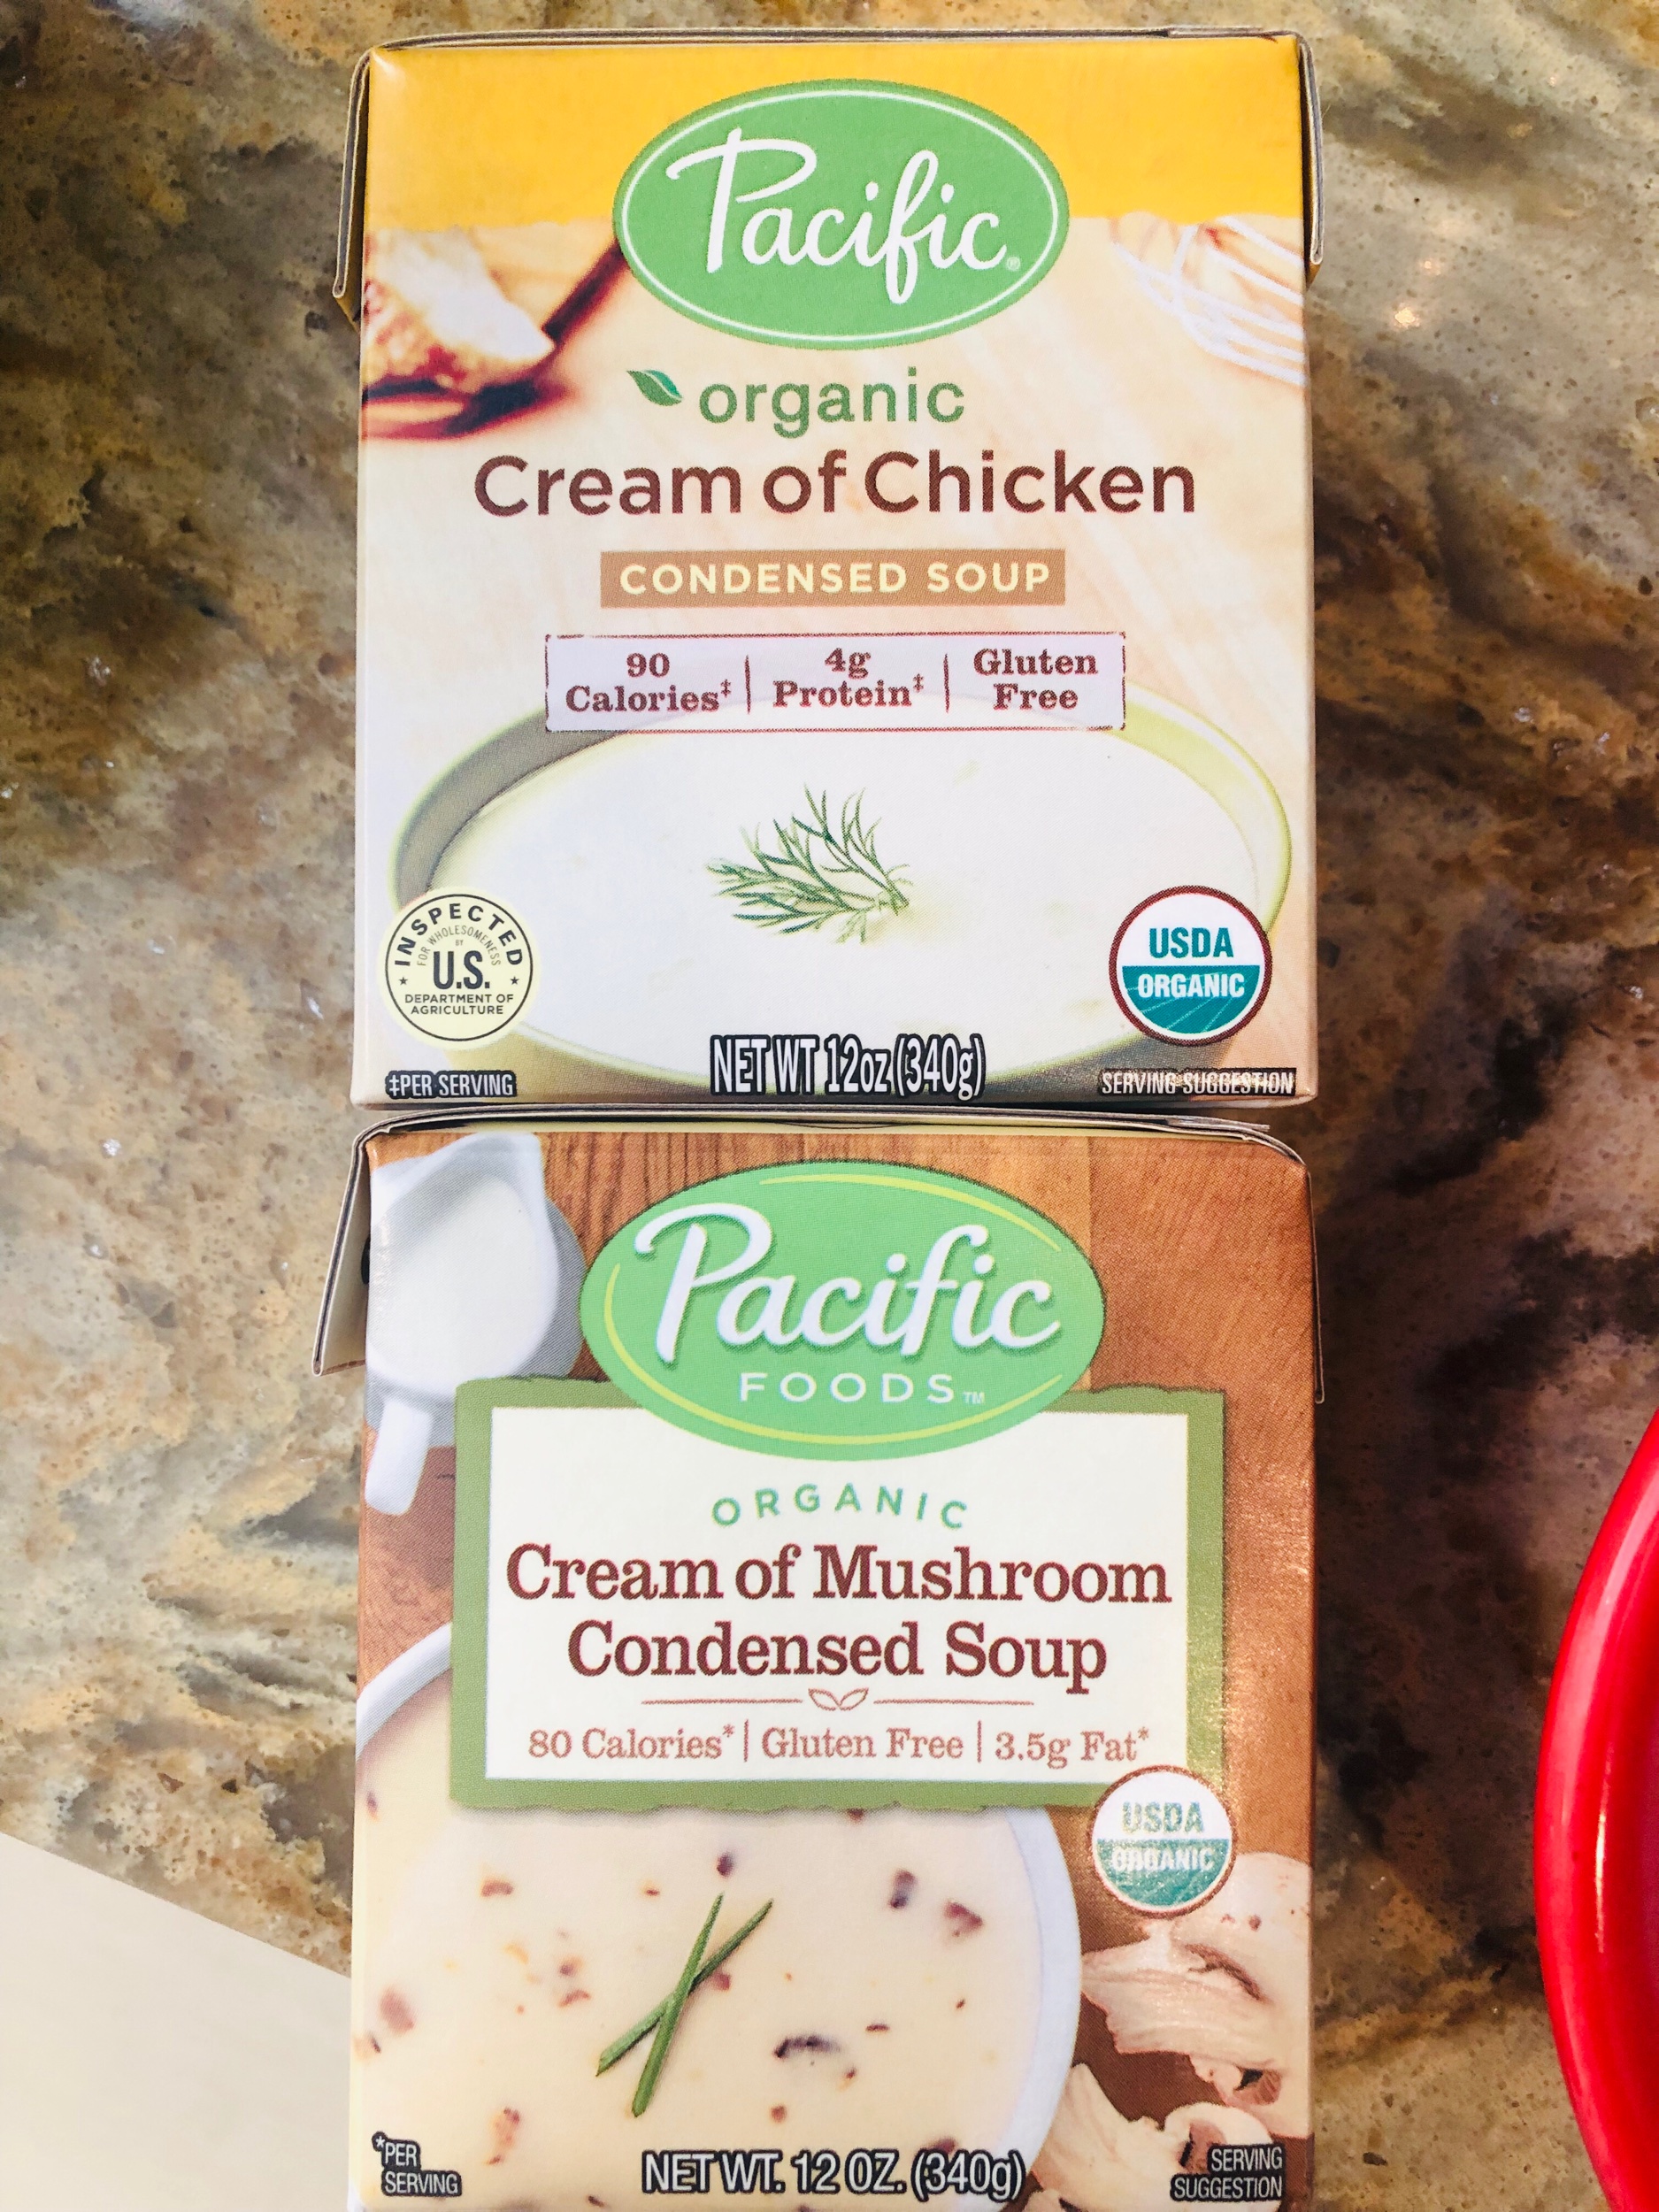 Pacific®
organic
Cream of Chicken
CONDENSED SOUP
90 Calories‡ | 4g Protein‡ | Gluten Free
INSPECTED
FOR WHOLESOMENESS
BY
U.S.
DEPARTMENT OF
AGRICULTURE
USDA
ORGANIC
‡PER SERVING
NET WT 12oz (340g)
SERVING SUGGESTION
Pacific
FOODS™
ORGANIC
Cream of Mushroom
Condensed Soup
80 Calories* | Gluten Free | 3.5g Fat*
USDA
ORGANIC
*PER
SERVING
NET WT. 12 OZ. (340g)
SERVING
SUGGESTION